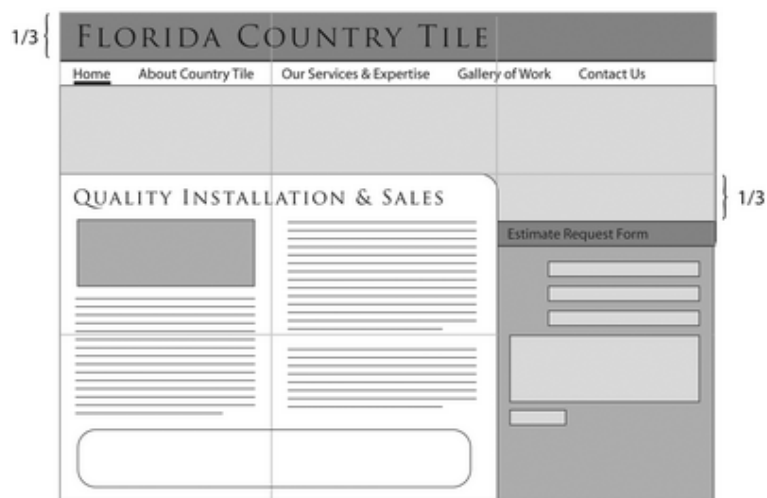 1/3
FLORIDA COUNTRY TILE
Home About Country Tile Our Services & Expertise Gallery of Work Contact Us
QUALITY INSTALLATION & SALES
1/3
Estimate Request Form